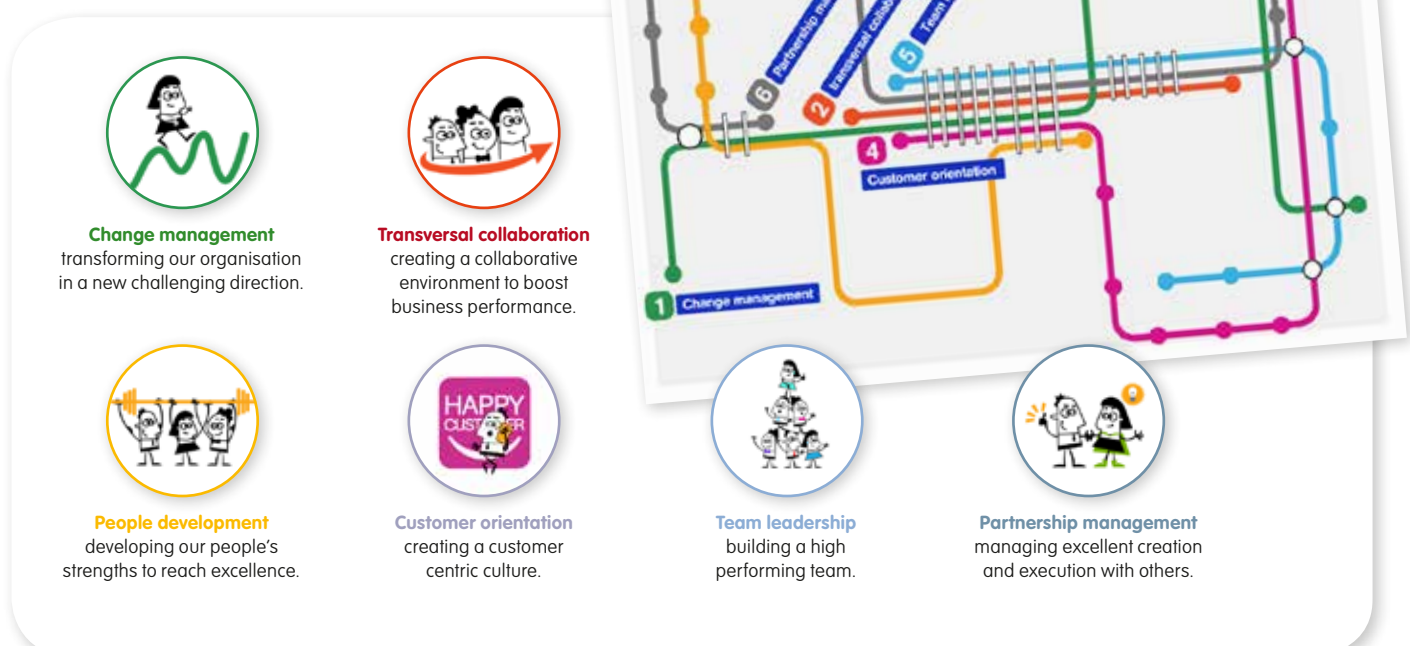 6
Partnership
2
transversal
5
Team
4
Customer orientation
1
Change management
Change management
transforming our organisation
in a new challenging direction.
Transversal collaboration
creating a collaborative
environment to boost
business performance.
HAPPY
People development
developing our people's
strengths to reach excellence.
Customer orientation
creating a customer
centric culture.
Team leadership
building a high
performing team.
Partnership management
managing excellent creation
and execution with others.